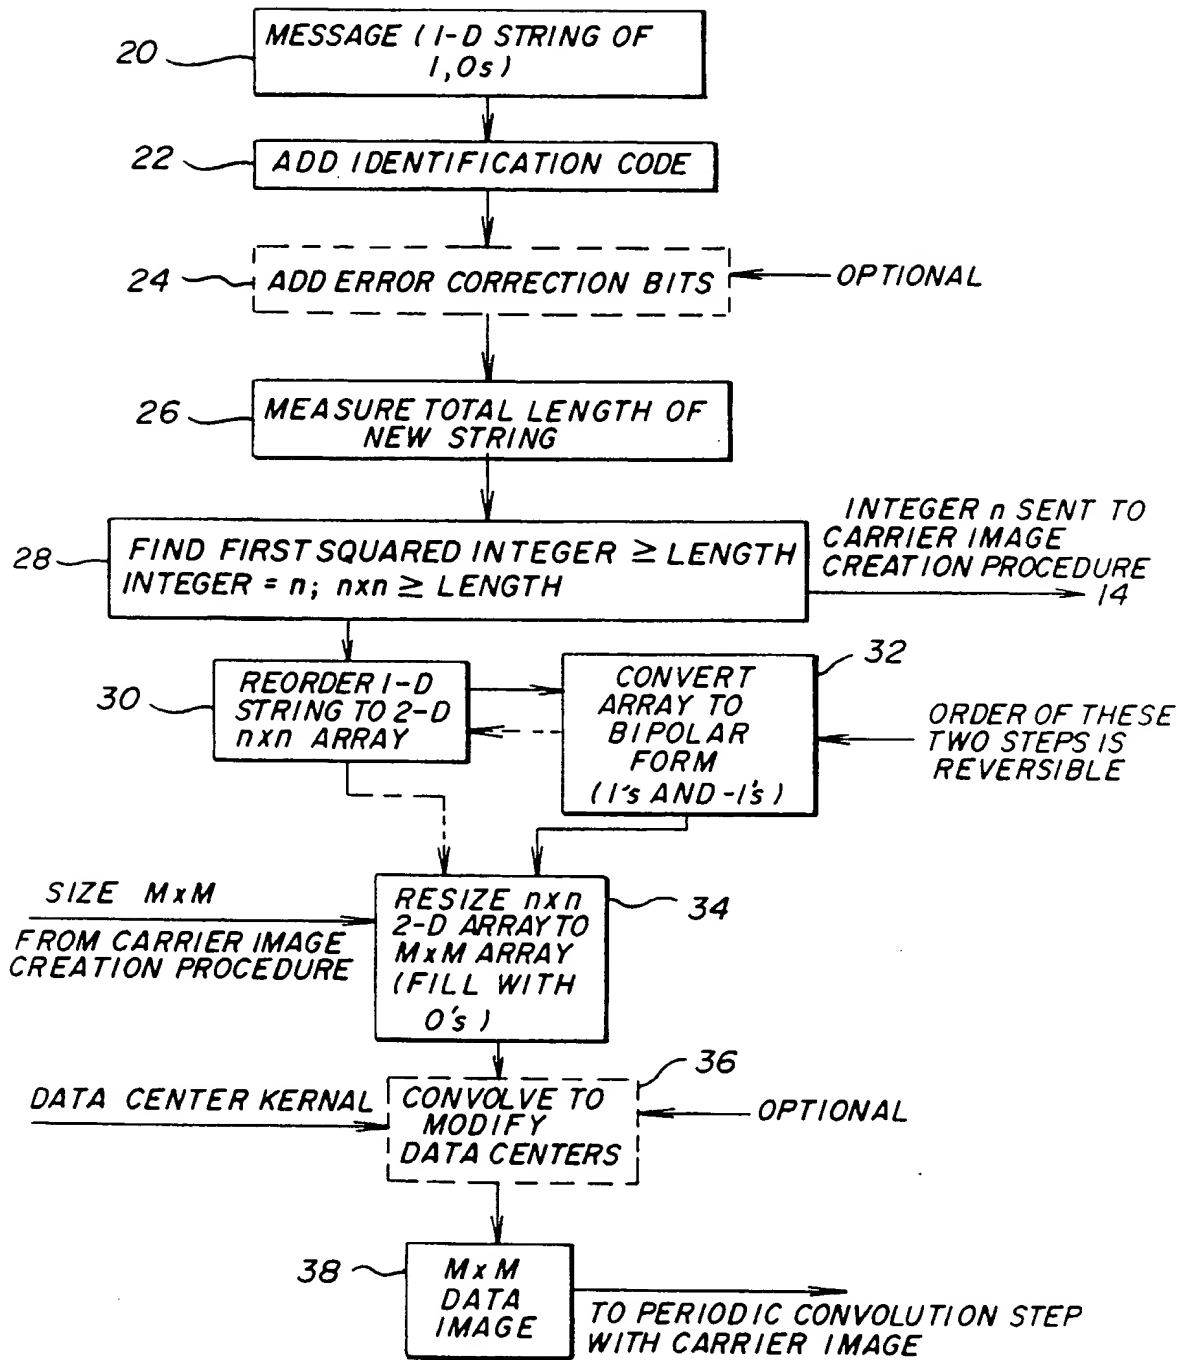 MESSAGE (1-D STRING OF
1,0s)
20
22
ADD IDENTIFICATION CODE
24
ADD ERROR CORRECTION BITS
OPTIONAL
26
MEASURE TOTAL LENGTH OF
NEW STRING
28
FIND FIRST SQUARED INTEGER ≥ LENGTH
INTEGER = n; nxn ≥ LENGTH
INTEGER n SENT TO
CARRIER IMAGE
CREATION PROCEDURE
14
30
REORDER 1-D
STRING TO 2-D
nxn ARRAY
32
CONVERT
ARRAY TO
BIPOLAR
FORM
(1's AND -1's)
ORDER OF THESE
TWO STEPS IS
REVERSIBLE
SIZE MxM
FROM CARRIER IMAGE
CREATION PROCEDURE
34
RESIZE nxn
2-D ARRAY TO
MxM ARRAY
(FILL WITH
0's)
36
DATA CENTER KERNAL
CONVOLVE TO
MODIFY
DATA CENTERS
OPTIONAL
38
MxM
DATA
IMAGE
TO PERIODIC CONVOLUTION STEP
WITH CARRIER IMAGE